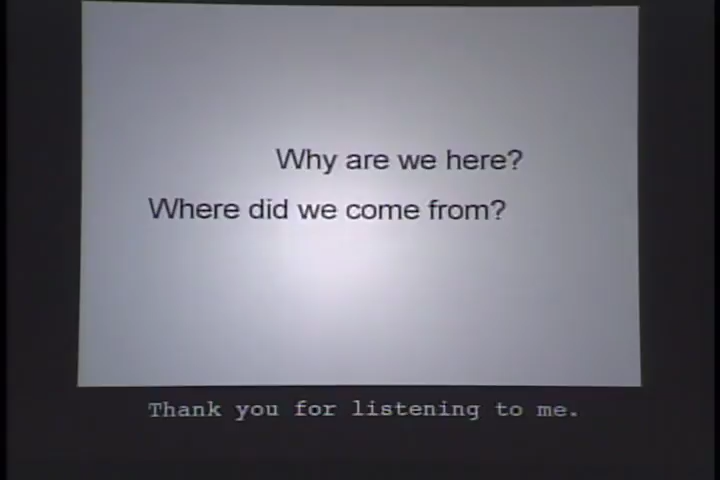 Why are we here?
Where did we come from?
Thank you for listening to me.